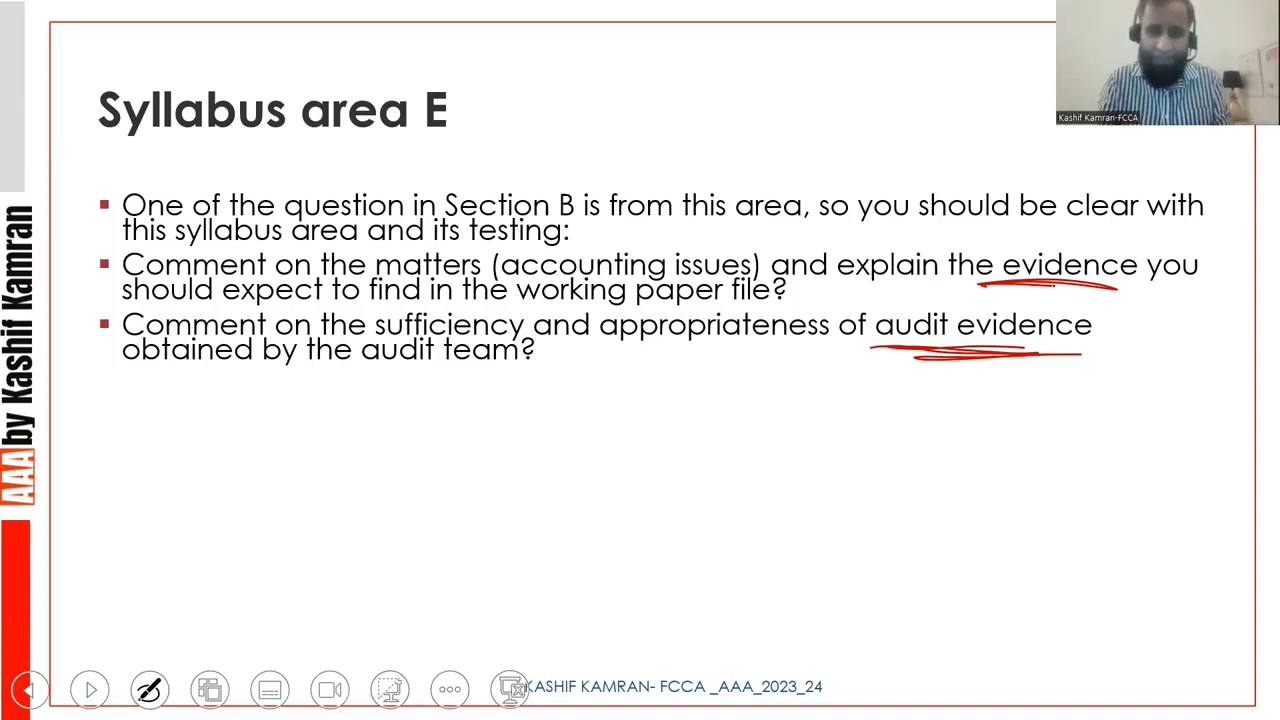 Syllabus area E
Kashif Kamran-FCCA
▪ One of the question in Section B is from this area, so you should be clear with
this syllabus area and its testing:
▪ Comment on the matters (accounting issues) and explain the evidence you
should expect to find in the working paper file?
▪ Comment on the sufficiency and appropriateness of audit evidence
obtained by the audit team?
AAA by Kashif Kamran
KASHIF KAMRAN- FCCA _AAA_2023_24